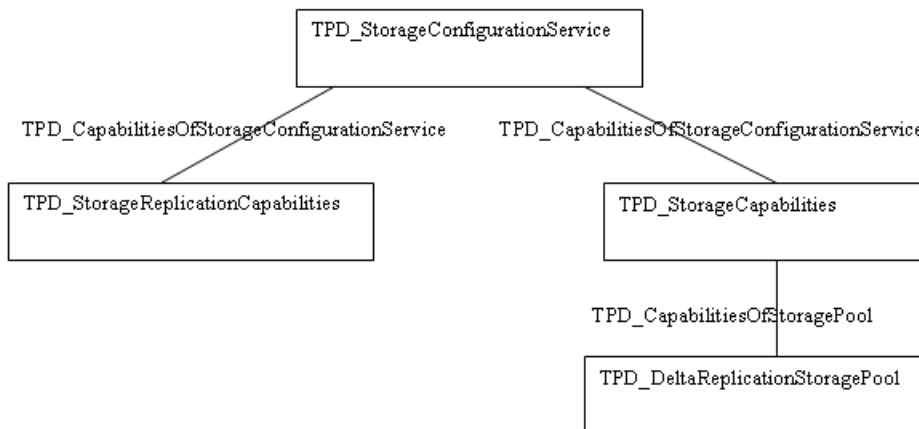 TPD_StorageConfigurationService
TPD_CapabilitiesOfStorageConfigurationService
TPD_CapabilitiesOfStorageConfigurationService
TPD_StorageReplicationCapabilities
TPD_StorageCapabilities
TPD_CapabilitiesOfStoragePool
TPD_DeltaReplicationStoragePool